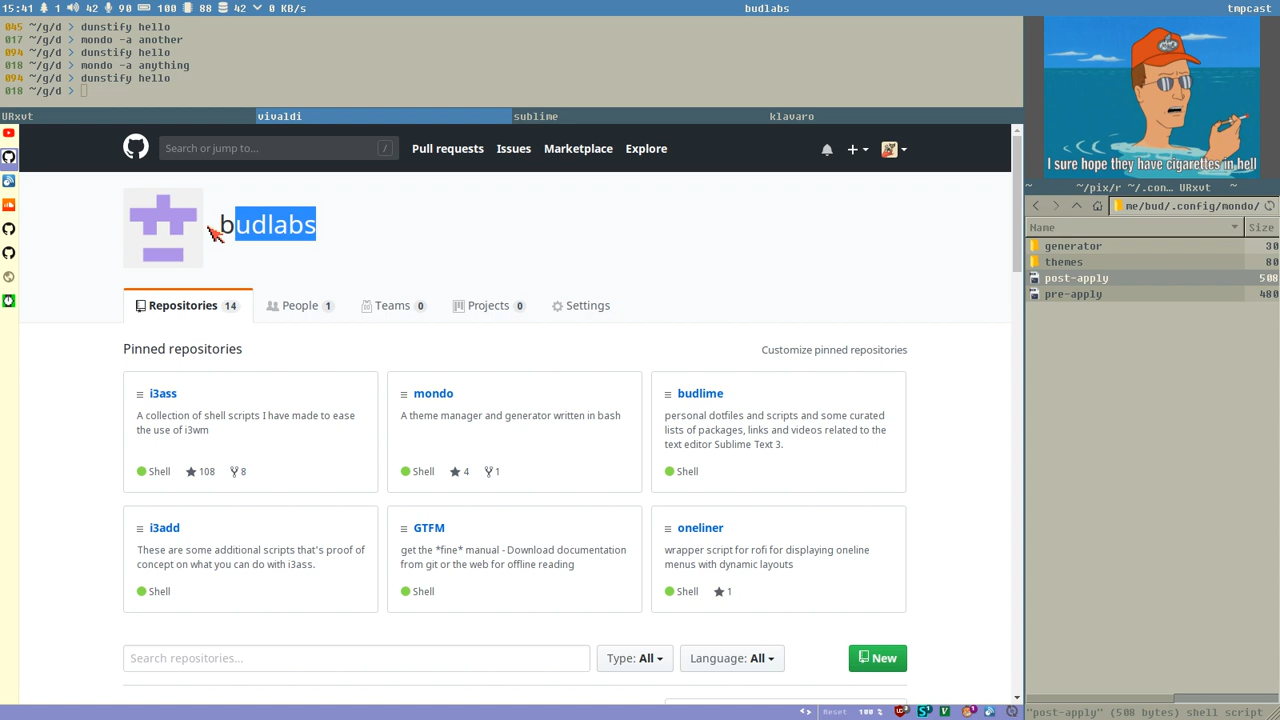 15:41 1 42 90 100 88 42 0 KB/s budlabs tmpcast
045 ~/g/d > dunstify hello
017 ~/g/d > mondo -a another
094 ~/g/d > dunstify hello
018 ~/g/d > mondo -a anything
094 ~/g/d > dunstify hello
018 ~/g/d >
I sure hope they have cigarettes in hell
URxvt vivaldi sublime klavaro
Search or jump to... / Pull requests Issues Marketplace Explore
budlabs
Repositories 14 People 1 Teams 0 Projects 0 Settings
Pinned repositories Customize pinned repositories
i3ass
A collection of shell scripts I have made to ease
the use of i3wm
Shell 108 8
mondo
A theme manager and generator written in bash
Shell 4 1
budlime
personal dotfiles and scripts and some curated
lists of packages, links and videos related to the
text editor Sublime Text 3.
Shell
i3add
These are some additional scripts that's proof of
concept on what you can do with i3ass.
Shell
GTFM
get the *fine* manual - Download documentation
from git or the web for offline reading
Shell
oneliner
wrapper script for rofi for displaying oneline
menus with dynamic layouts
Shell 1
Search repositories... Type: All Language: All New
Reset 100 %
~ ~/pix/r ~/.con... URxvt ~
me/bud/.config/mondo/
Name Size
generator 30
themes 80
post-apply 508
pre-apply 480
"post-apply" (508 bytes) shell script